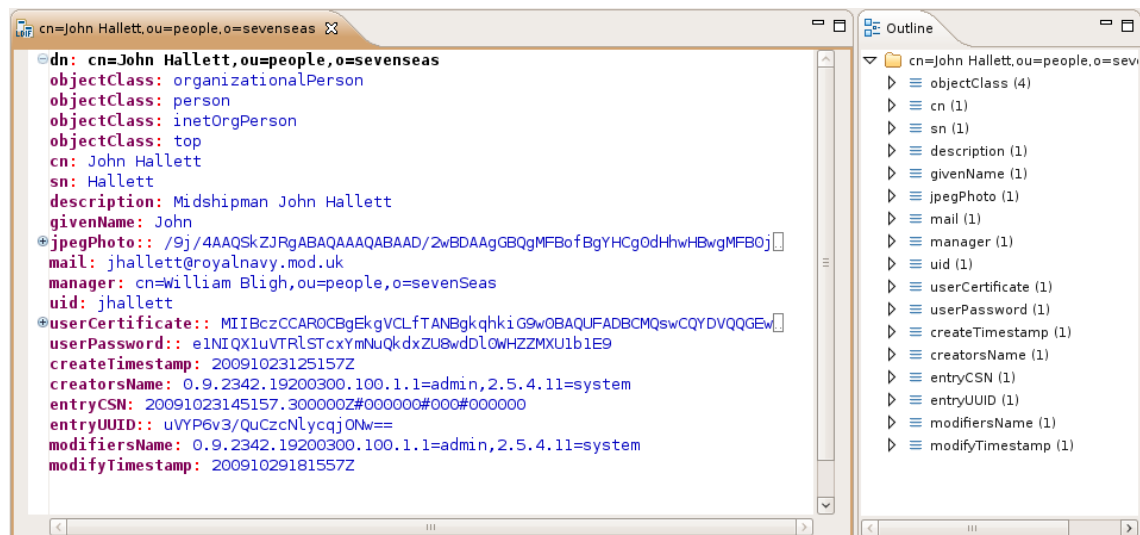 cn=John Hallett,ou=people,o=sevenseas
dn: cn=John Hallett,ou=people,o=sevenseas
objectClass: organizationalPerson
objectClass: person
objectClass: inetOrgPerson
objectClass: top
cn: John Hallett
sn: Hallett
description: Midshipman John Hallett
givenName: John
jpegPhoto:: /9j/4AAQSkZJRgABAQAAAQABAAD/2wBDAAgGBQgMFBofBgYHCg0dHhwHBwgMFB0j
mail: jhallett@royalnavy.mod.uk
manager: cn=William Bligh,ou=people,o=sevenSeas
uid: jhallett
userCertificate:: MIIBczCCAR0CBgEkgVCLfTANBgkqhkiG9w0BAQUFADBCMQswCQYDVQQGEw
userPassword:: e1NIQX1uVTRlSTcxYmNuQkdxZU8wdDl0WHZZMXU1b1E9
createTimestamp: 20091023125157Z
creatorsName: 0.9.2342.19200300.100.1.1=admin,2.5.4.11=system
entryCSN: 20091023145157.300000Z#000000#000#000000
entryUUID:: uVYP6v3/QuCzcNlycqjONw==
modifiersName: 0.9.2342.19200300.100.1.1=admin,2.5.4.11=system
modifyTimestamp: 20091029181557Z
Outline
cn=John Hallett,ou=people,o=sev
objectClass (4)
cn (1)
sn (1)
description (1)
givenName (1)
jpegPhoto (1)
mail (1)
manager (1)
uid (1)
userCertificate (1)
userPassword (1)
createTimestamp (1)
creatorsName (1)
entryCSN (1)
entryUUID (1)
modifiersName (1)
modifyTimestamp (1)